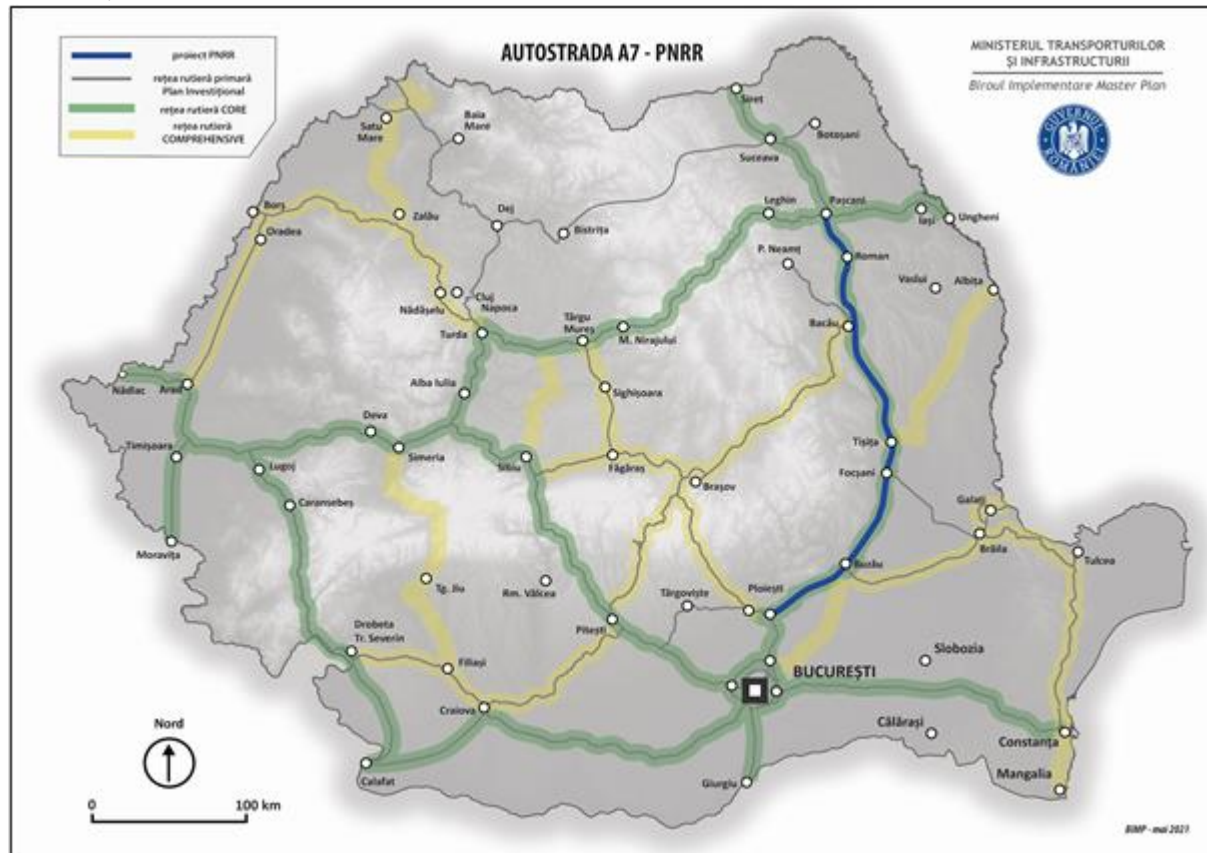 AUTOSTRADA A7 - PNRR
proiect PNRR
rețea rutieră primară
Plan Investițional
rețea rutieră CORE
rețea rutieră
COMPREHENSIVE
MINISTERUL TRANSPORTURILOR
ȘI INFRASTRUCTURII
Biroul Implementare Master Plan
GUVERNUL
ROMÂNIEI
Siret
Satu
Mare
Baia
Mare
Botoșani
Suceava
Borș
Oradea
Zalău
Dej
Bistrița
Leghin
Pașcani
Iași
Ungheni
P. Neamț
Roman
Vaslui
Albița
Nădășelu
Cluj
Napoca
Turda
Târgu
Mureș
M. Nirajului
Bacău
Nădlac
Arad
Alba Iulia
Sighișoara
Deva
Timișoara
Lugoj
Simeria
Sibiu
Făgăraș
Brașov
Tișița
Focșani
Caransebeș
Galați
Brăila
Tulcea
Moravița
Tg. Jiu
Rm. Vâlcea
Târgoviște
Ploiești
Buzău
Pitești
Drobeta
Tr. Severin
Filiași
Slobozia
BUCUREȘTI
Craiova
Călărași
Constanța
Calafat
Giurgiu
Mangalia
Nord
0
100 km
BIMP - mai 2021